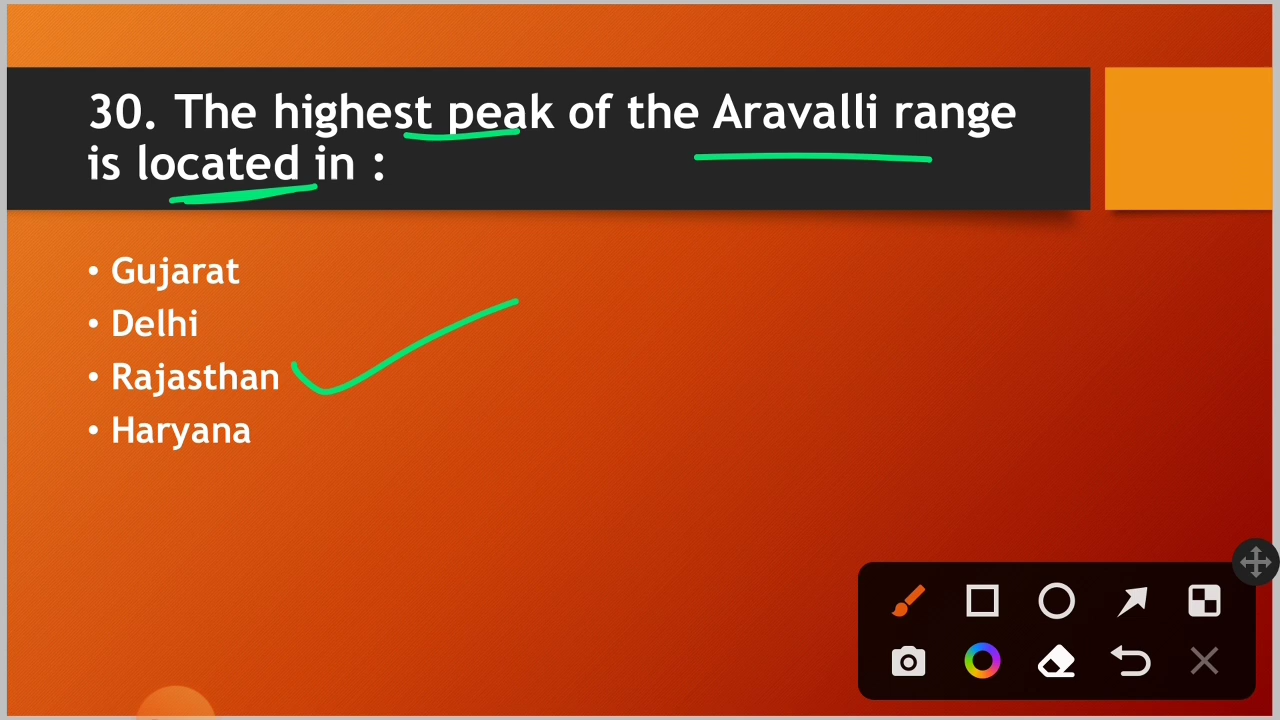 30. The highest peak of the Aravalli range
is located in :
• Gujarat
• Delhi
• Rajasthan
• Haryana